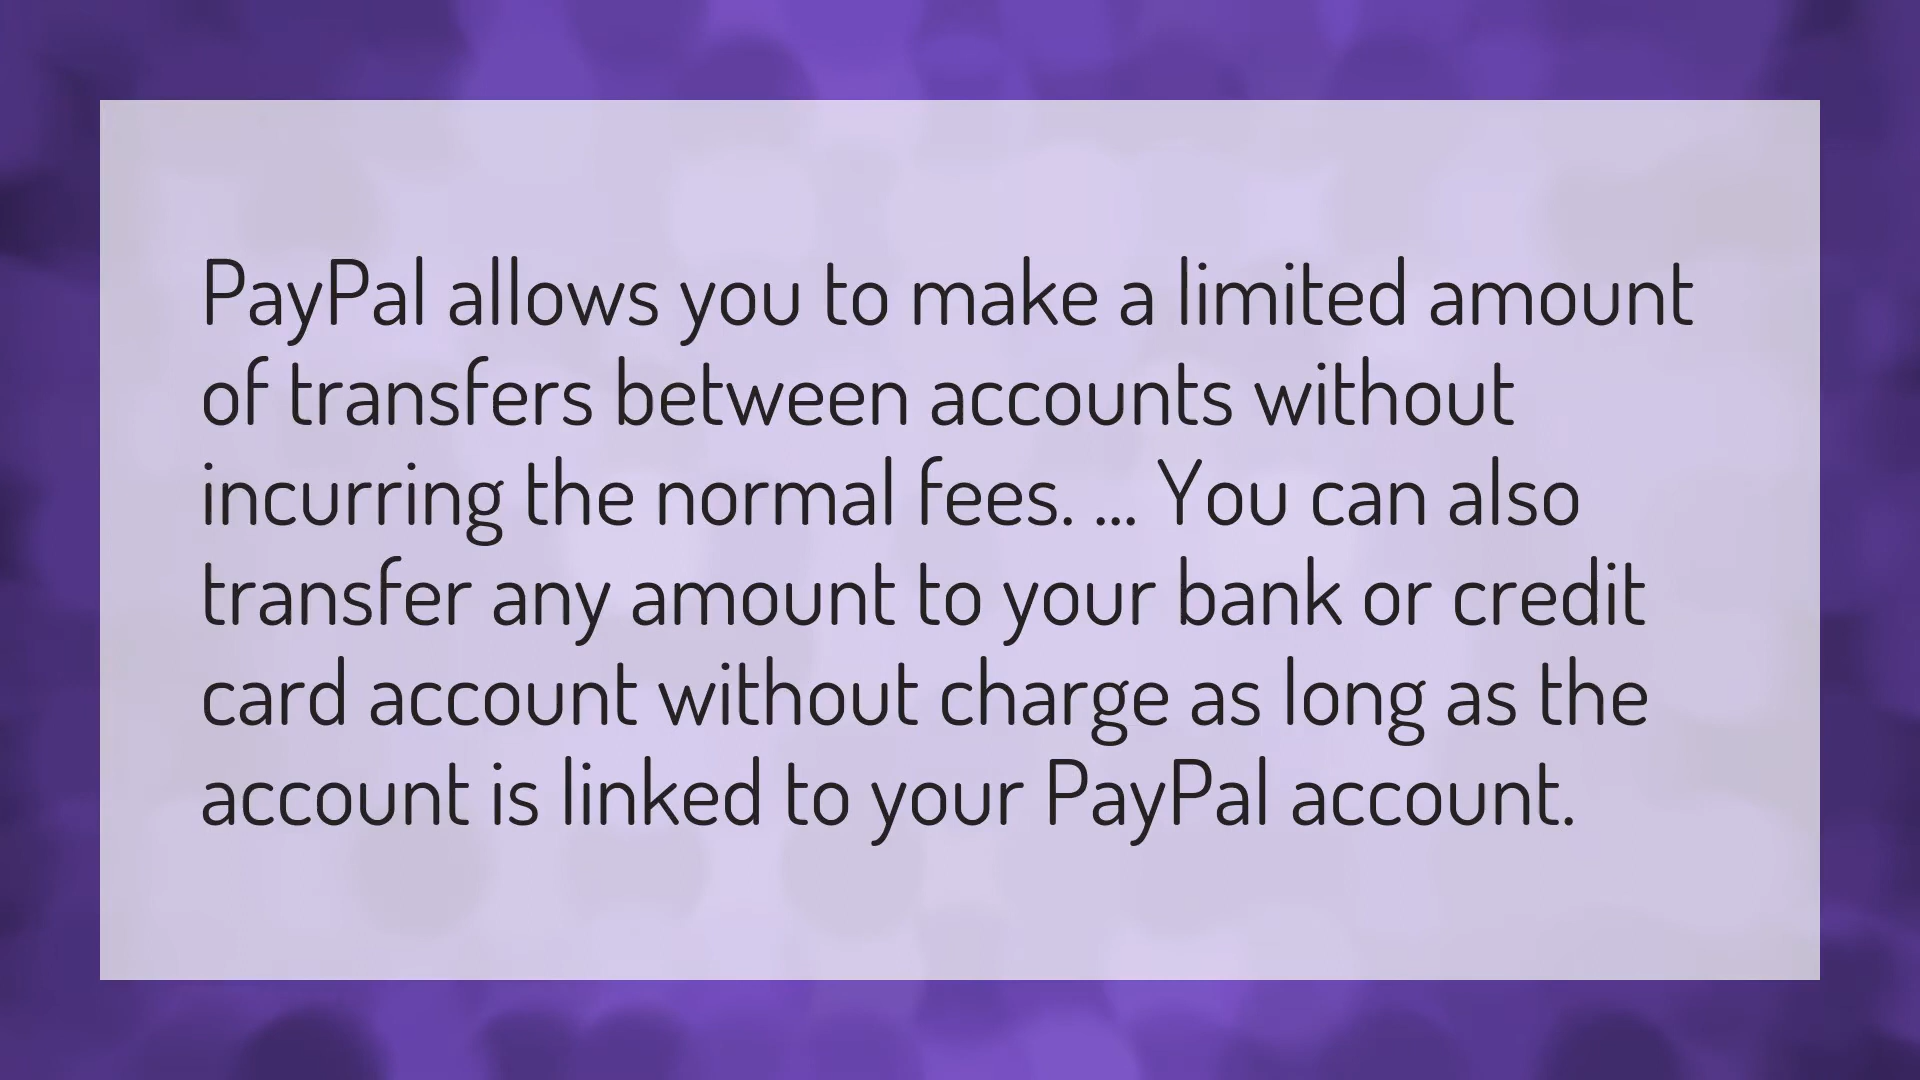 PayPal allows you to make a limited amount
of transfers between accounts without
incurring the normal fees. ... You can also
transfer any amount to your bank or credit
card account without charge as long as the
account is linked to your PayPal account.